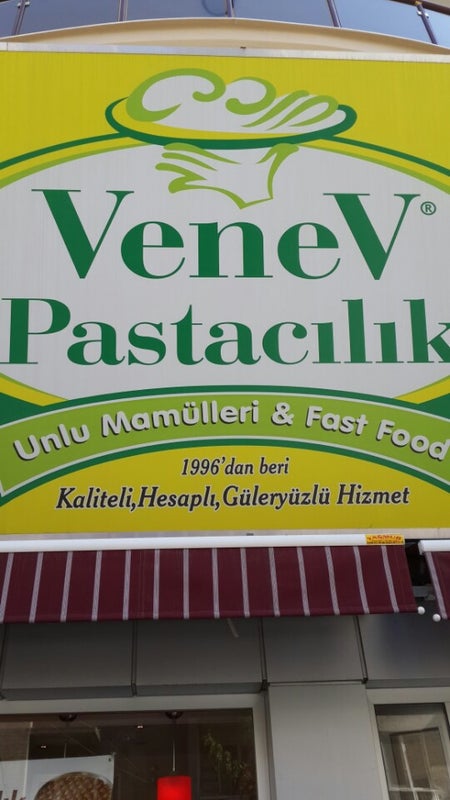 VeneV®
Pastacılık
Unlu Mamülleri & Fast Food
1996'dan beri
Kaliteli,Hesaplı,Güleryüzlü Hizmet